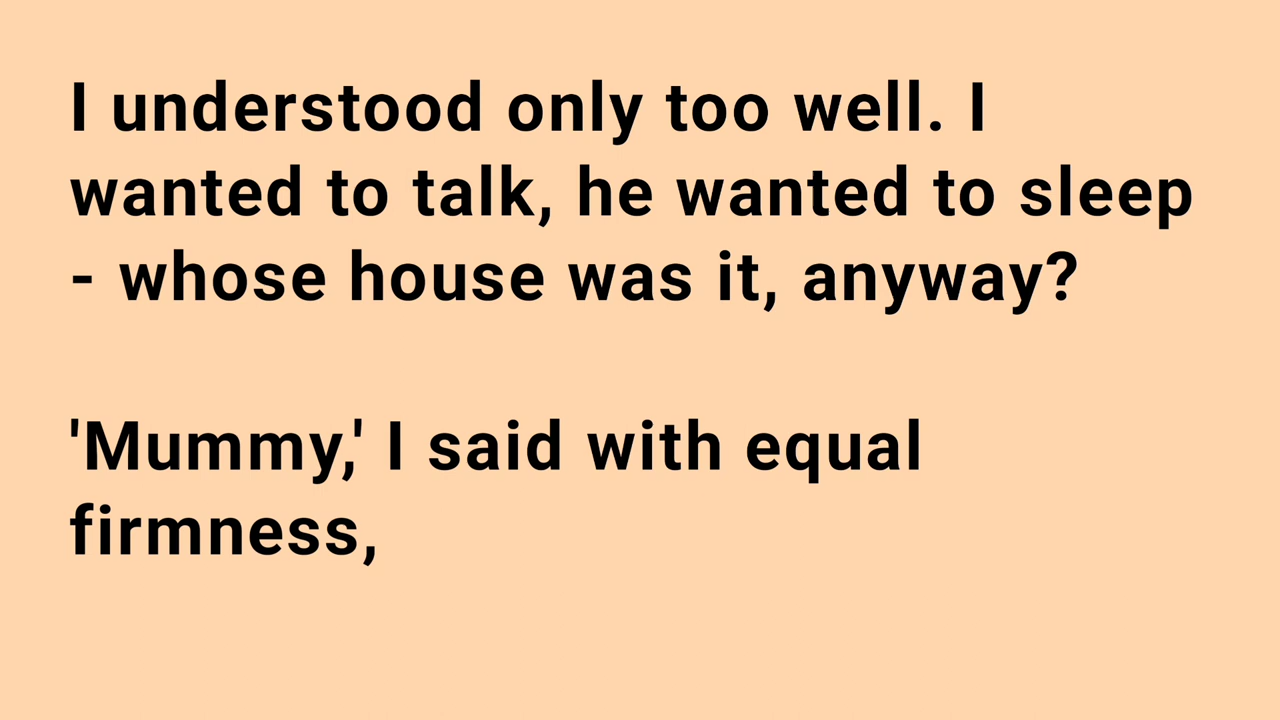 I understood only too well. I
wanted to talk, he wanted to sleep
- whose house was it, anyway?
'Mummy,' I said with equal
firmness,